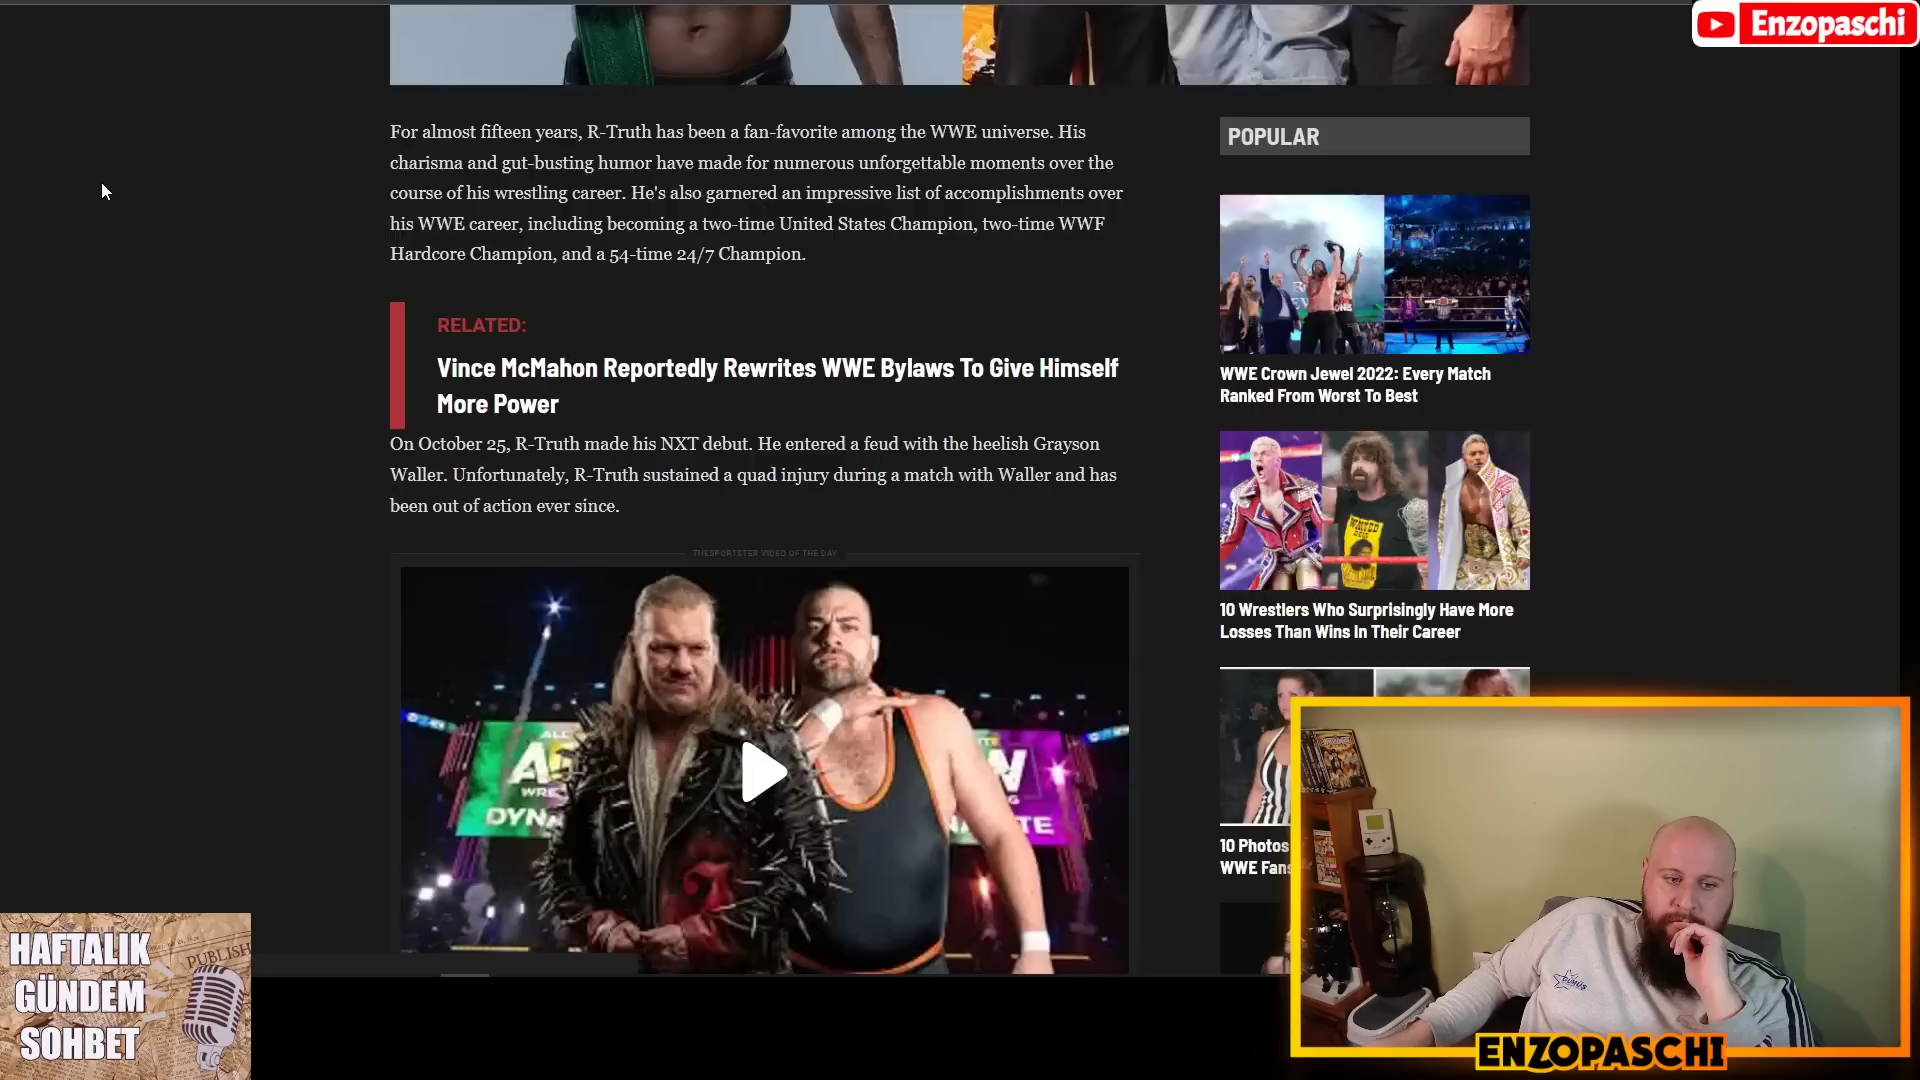 Enzopaschi
For almost fifteen years, R-Truth has been a fan-favorite among the WWE universe. His
charisma and gut-busting humor have made for numerous unforgettable moments over the
course of his wrestling career. He's also garnered an impressive list of accomplishments over
his WWE career, including becoming a two-time United States Champion, two-time WWF
Hardcore Champion, and a 54-time 24/7 Champion.
RELATED:
Vince McMahon Reportedly Rewrites WWE Bylaws To Give Himself
More Power
On October 25, R-Truth made his NXT debut. He entered a feud with the heelish Grayson
Waller. Unfortunately, R-Truth sustained a quad injury during a match with Waller and has
been out of action ever since.
THESPORTSTER VIDEO OF THE DAY
POPULAR
WWE Crown Jewel 2022: Every Match
Ranked From Worst To Best
WANTED
10 Wrestlers Who Surprisingly Have More
Losses Than Wins In Their Career
10 Photos
WWE Fans
HAFTALIK
GÜNDEM
SOHBET
PUBLISH
ENZOPASCHI